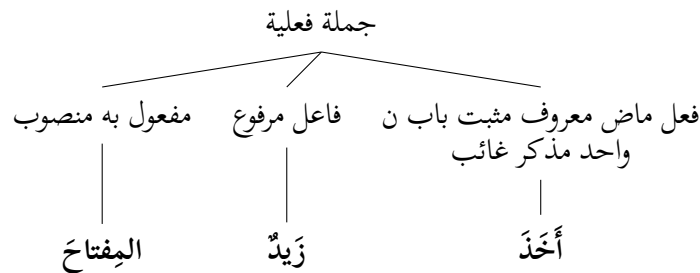 جملة فعلية
فعل ماض معروف مثبت باب ن
واحد مذكر غائب
فاعل مرفوع
مفعول به منصوب
أَخَذَ
زَيدٌ
المِفتاحَ